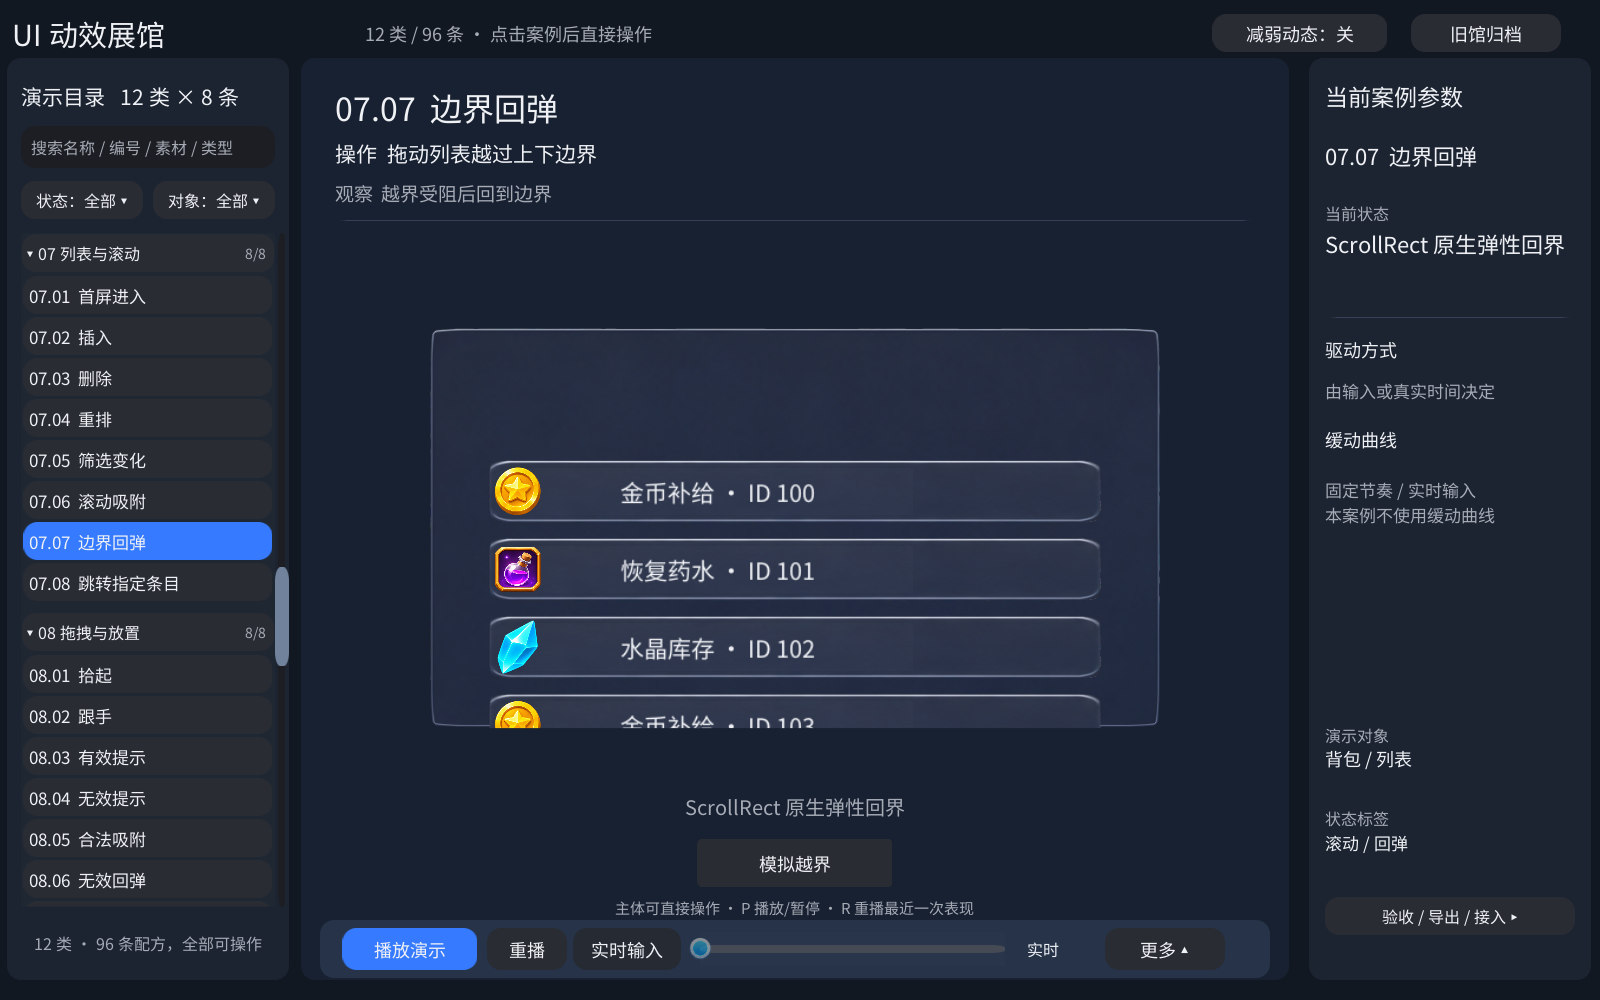 UI 动效展馆
12 类 / 96 条 · 点击案例后直接操作
减弱动态：关
旧馆归档
演示目录 12 类 × 8 条
搜索名称 / 编号 / 素材 / 类型
状态：全部 ▾
对象：全部 ▾
▾ 07 列表与滚动 8/8
07.01 首屏进入
07.02 插入
07.03 删除
07.04 重排
07.05 筛选变化
07.06 滚动吸附
07.07 边界回弹
07.08 跳转指定条目
▾ 08 拖拽与放置 8/8
08.01 拾起
08.02 跟手
08.03 有效提示
08.04 无效提示
08.05 合法吸附
08.06 无效回弹
12 类 · 96 条配方，全部可操作
07.07 边界回弹
操作 拖动列表越过上下边界
观察 越界受阻后回到边界
金币补给 · ID 100
恢复药水 · ID 101
水晶库存 · ID 102
金币补给 · ID 103
ScrollRect 原生弹性回界
模拟越界
主体可直接操作 · P 播放/暂停 · R 重播最近一次表现
播放演示
重播
实时输入
实时
更多 ▴
当前案例参数
07.07 边界回弹
当前状态
ScrollRect 原生弹性回界
驱动方式
由输入或真实时间决定
缓动曲线
固定节奏 / 实时输入
本案例不使用缓动曲线
演示对象
背包 / 列表
状态标签
滚动 / 回弹
验收 / 导出 / 接入 ▸